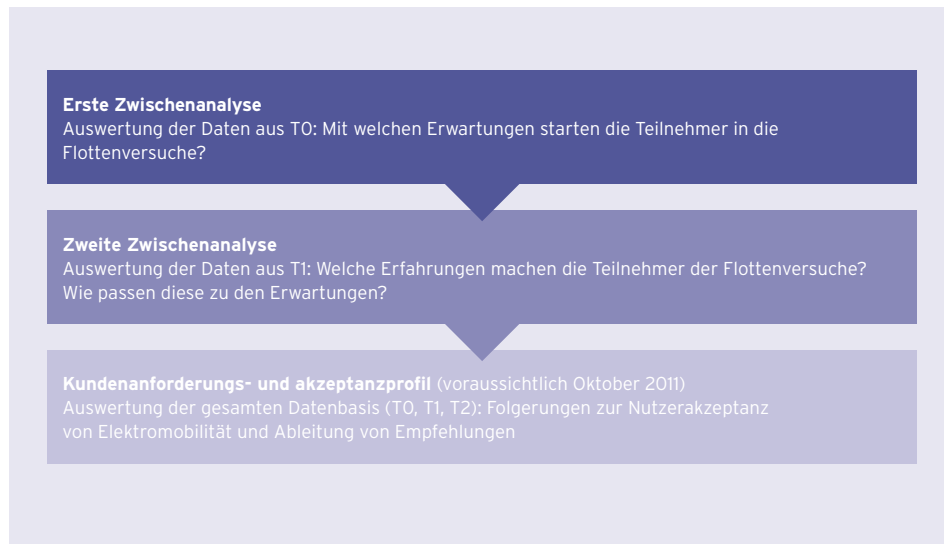 Erste Zwischenanalyse
Auswertung der Daten aus T0: Mit welchen Erwartungen starten die Teilnehmer in die
Flottenversuche?
Zweite Zwischenanalyse
Auswertung der Daten aus T1: Welche Erfahrungen machen die Teilnehmer der Flottenversuche?
Wie passen diese zu den Erwartungen?
Kundenanforderungs- und akzeptanzprofil (voraussichtlich Oktober 2011)
Auswertung der gesamten Datenbasis (T0, T1, T2): Folgerungen zur Nutzerakzeptanz
von Elektromobilität und Ableitung von Empfehlungen